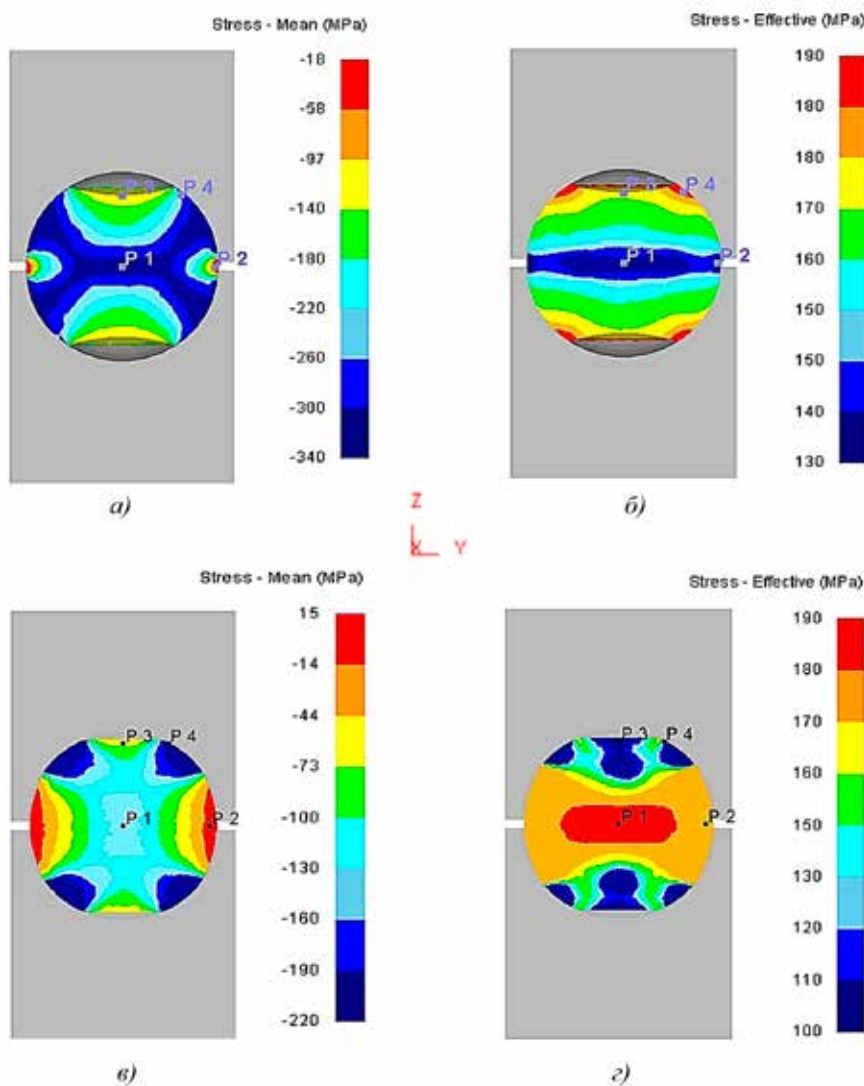 Stress - Mean (MPa)
-18
-58
-97
-140
-180
-220
-260
-300
-340
P 3
P 4
P 1
P 2
а)
Stress - Effective (MPa)
190
180
180
170
160
160
150
150
140
130
P 3
P 4
P 1
P 2
б)
Z
X Y
Stress - Mean (MPa)
15
-14
-44
-73
-100
-130
-160
-190
-220
P 3
P 4
P 1
P 2
в)
Stress - Effective (MPa)
190
180
170
160
150
130
120
110
100
P 3
P 4
P 1
P 2
г)